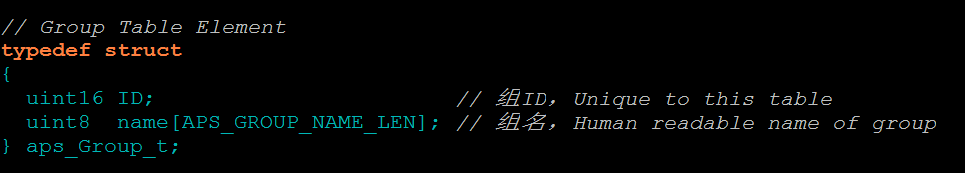 // Group Table Element
typedef struct
{
  uint16 ID;                         // 组ID，Unique to this table
  uint8  name[APS_GROUP_NAME_LEN]; // 组名，Human readable name of group
} aps_Group_t;